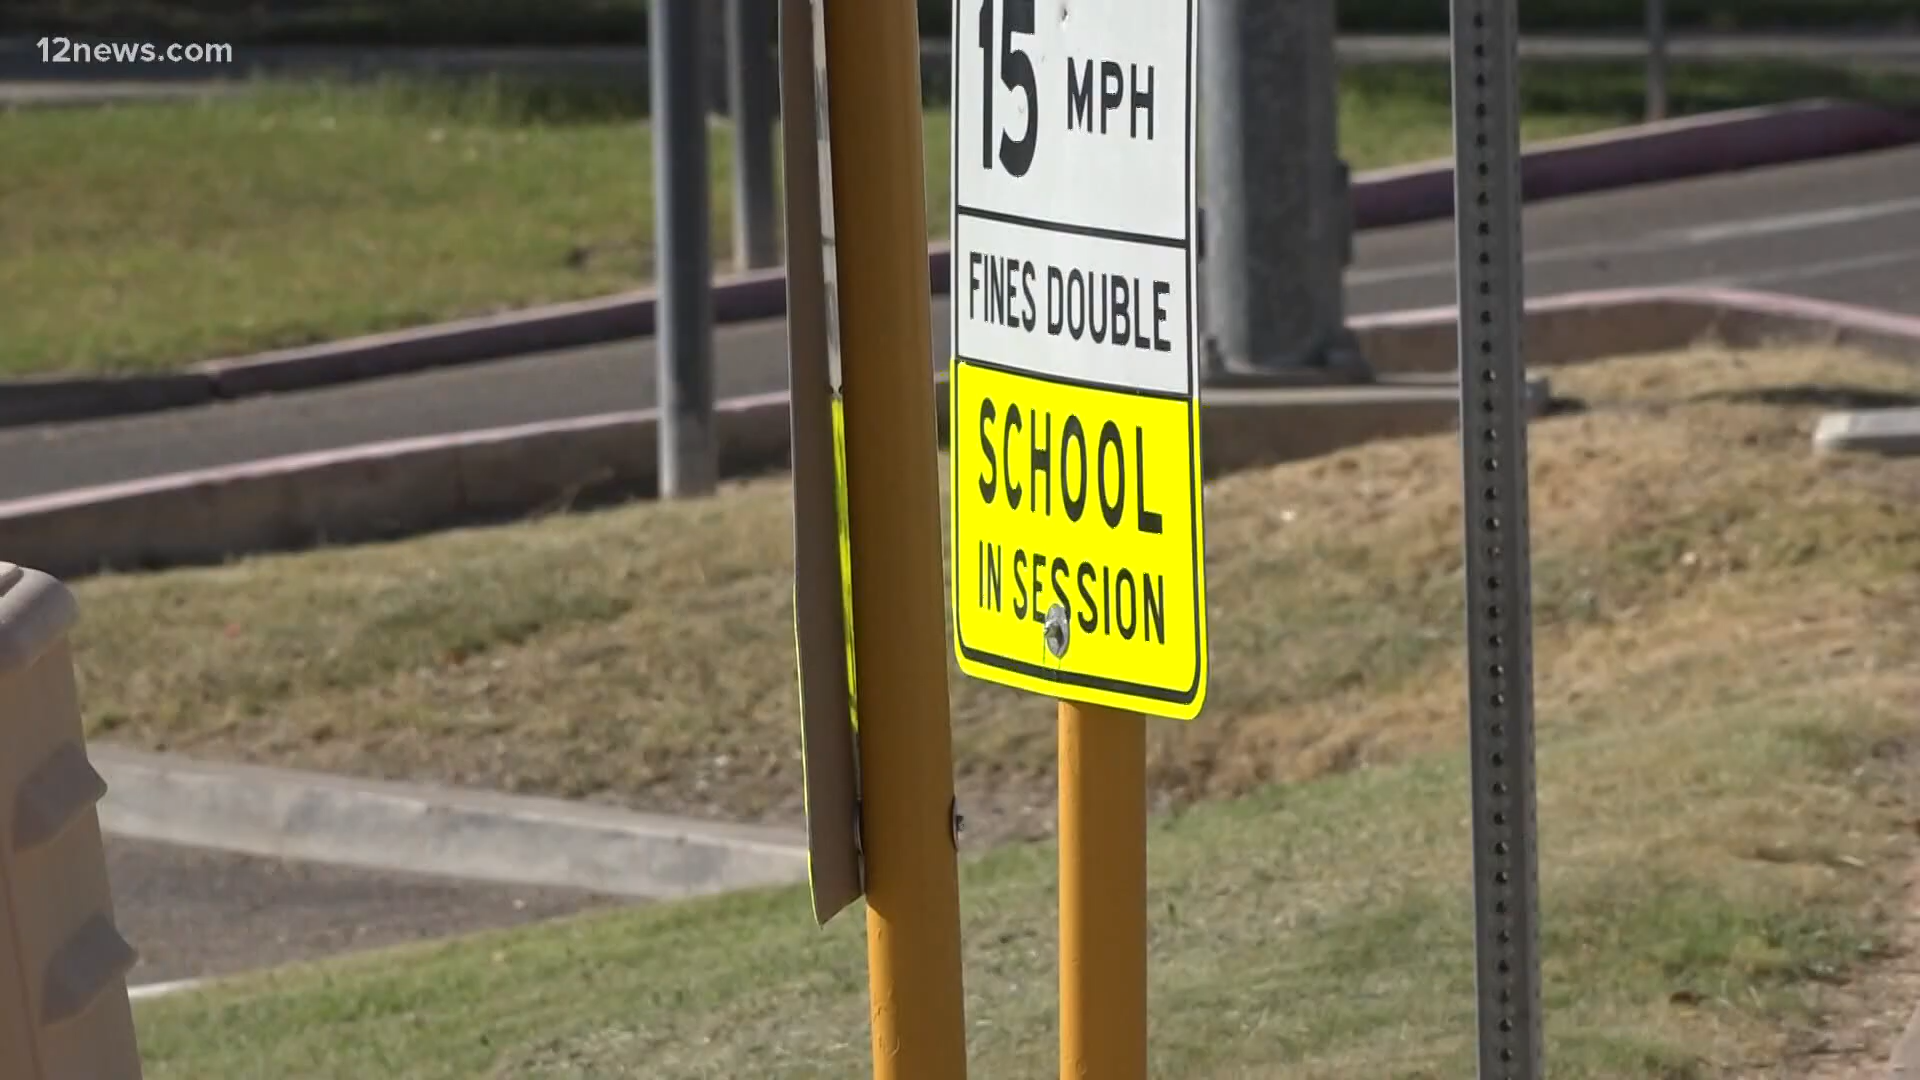 12news.com
15 MPH
FINES DOUBLE
SCHOOL
IN SESSION